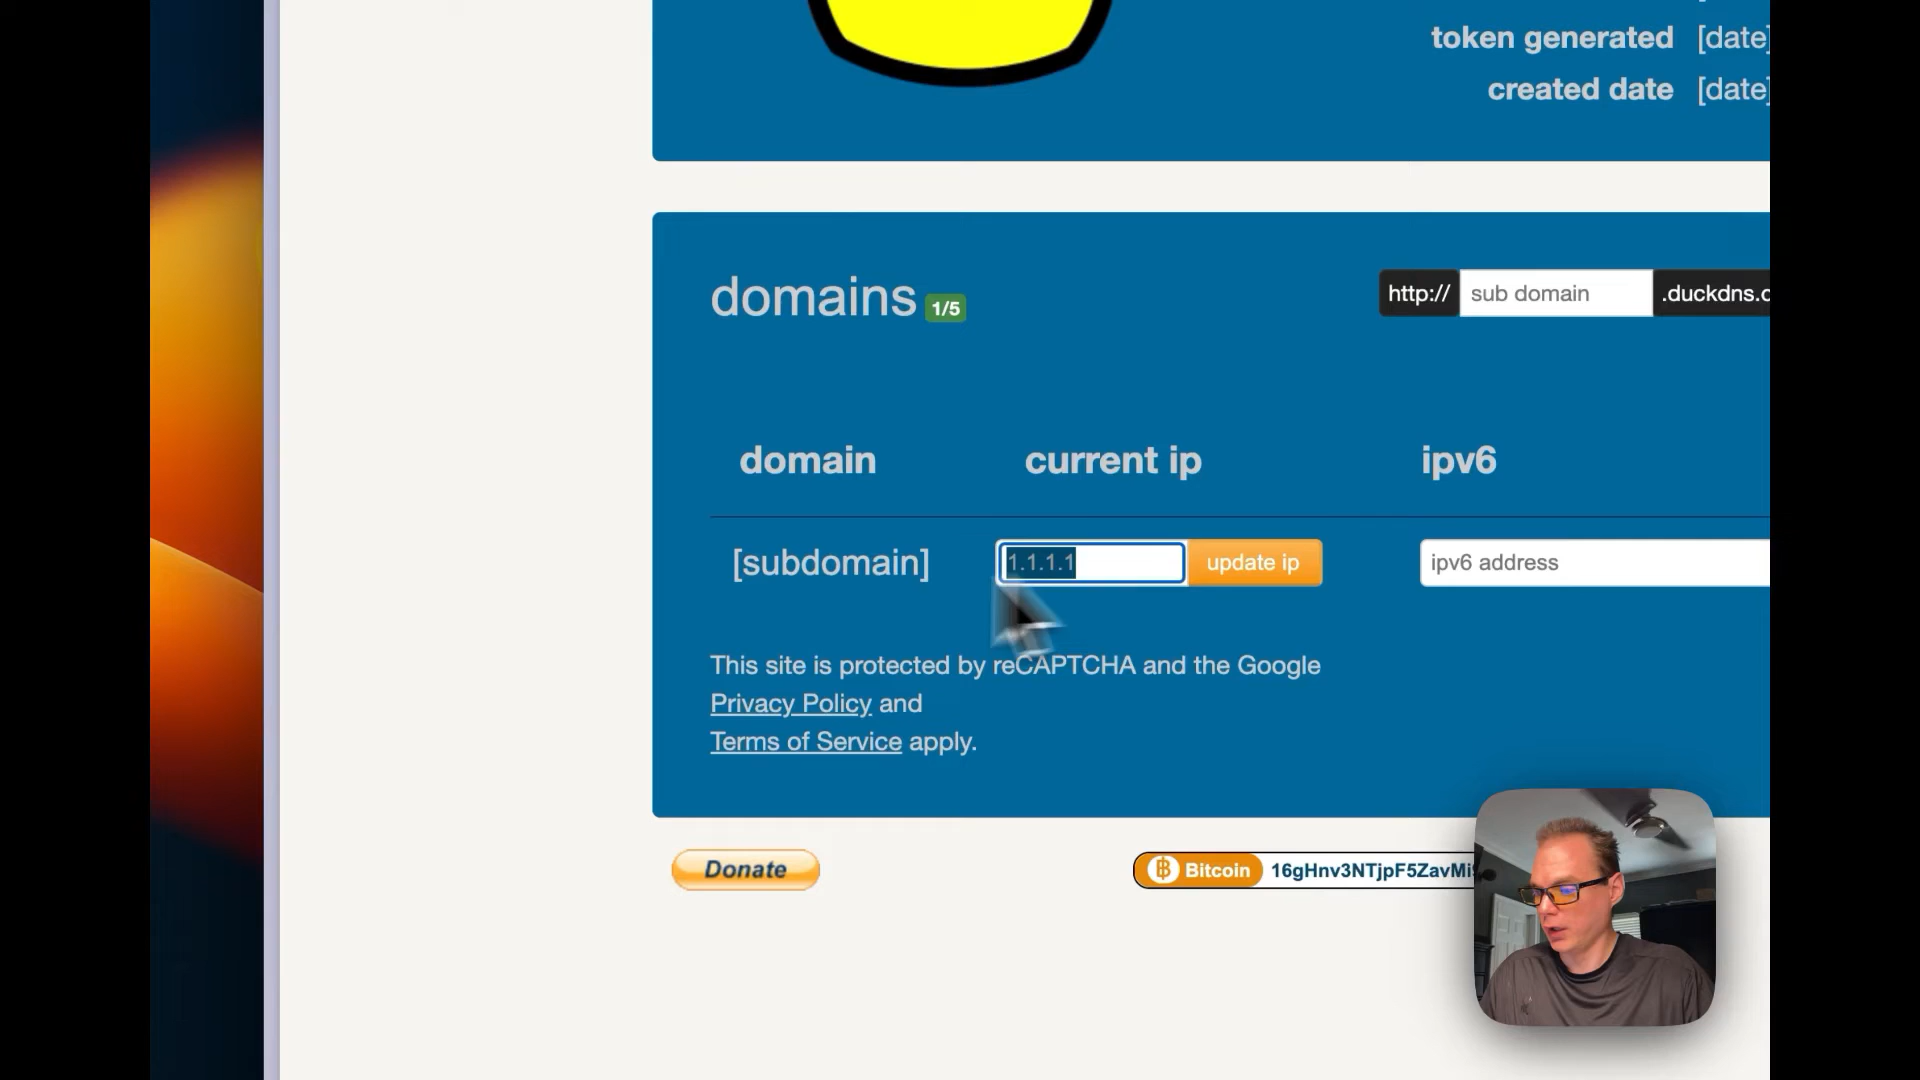 token generated [date]
created date [date]
domains 1/5
http:// sub domain .duckdns.
domain current ip ipv6
[subdomain] 1.1.1.1 update ip ipv6 address
This site is protected by reCAPTCHA and the Google
Privacy Policy and
Terms of Service apply.
Donate
Bitcoin 16gHnv3NTjpF5ZavMi